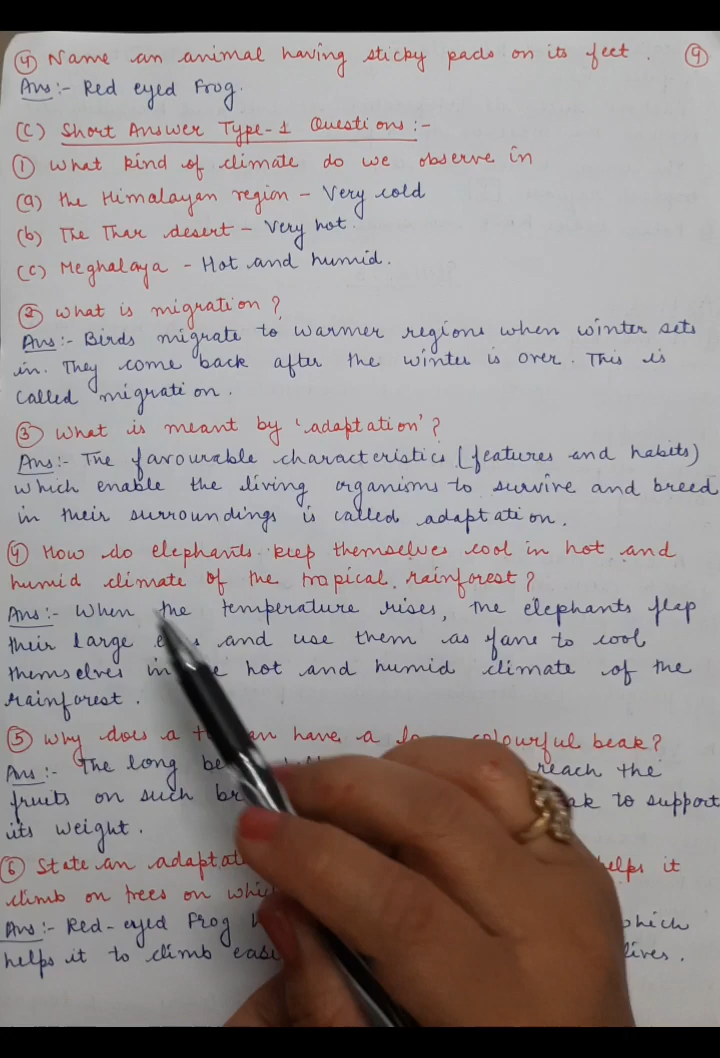 ④ Name an animal having sticky pads on its feet. ⑨
Ans:- Red eyed Frog.
(C) Short Answer Type-1 Questions:-
① What kind of climate do we observe in
(a) the Himalayan region - Very cold
(b) The Thar desert - Very hot.
(c) Meghalaya - Hot and humid.
② What is migration?
Ans:- Birds migrate to warmer regions when winter sets
in. They come back after the winter is over. This is
called migration.
③ What is meant by 'adaptation'?
Ans:- The favourable characteristics (features and habits)
which enable the living organisms to survive and breed
in their surroundings is called adaptation.
④ How do elephants keep themselves cool in hot and
humid climate of the tropical rainforest?
Ans:- When the temperature rises, the elephants flap
their large and use them as fans to cool
themselves in hot and humid climate of the
rainforest.
⑤ Why does a have a colourful beak?
Ans:- The long reach the
fruits on such to support
its weight.
⑥ State an helps it
climb on trees on
Ans:- Red-eyed Frog which
helps it to climb lives.